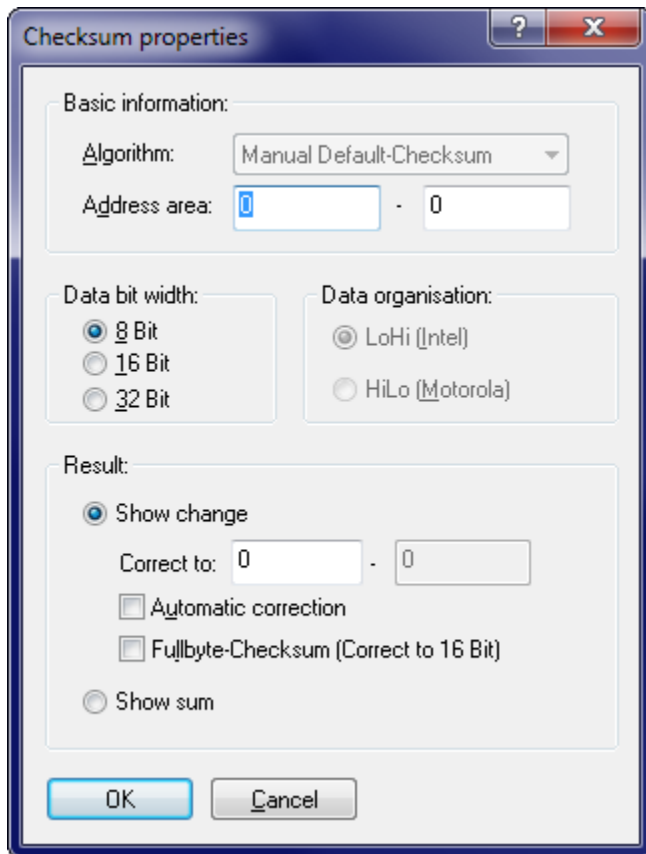 Checksum properties
?
X
Basic information:
Algorithm:
Manual Default-Checksum
Address area:
0 - 0
Data bit width:
8 Bit
16 Bit
32 Bit
Data organisation:
LoHi (Intel)
HiLo (Motorola)
Result:
Show change
Correct to: 0 - 0
Automatic correction
Fullbyte-Checksum (Correct to 16 Bit)
Show sum
OK
Cancel